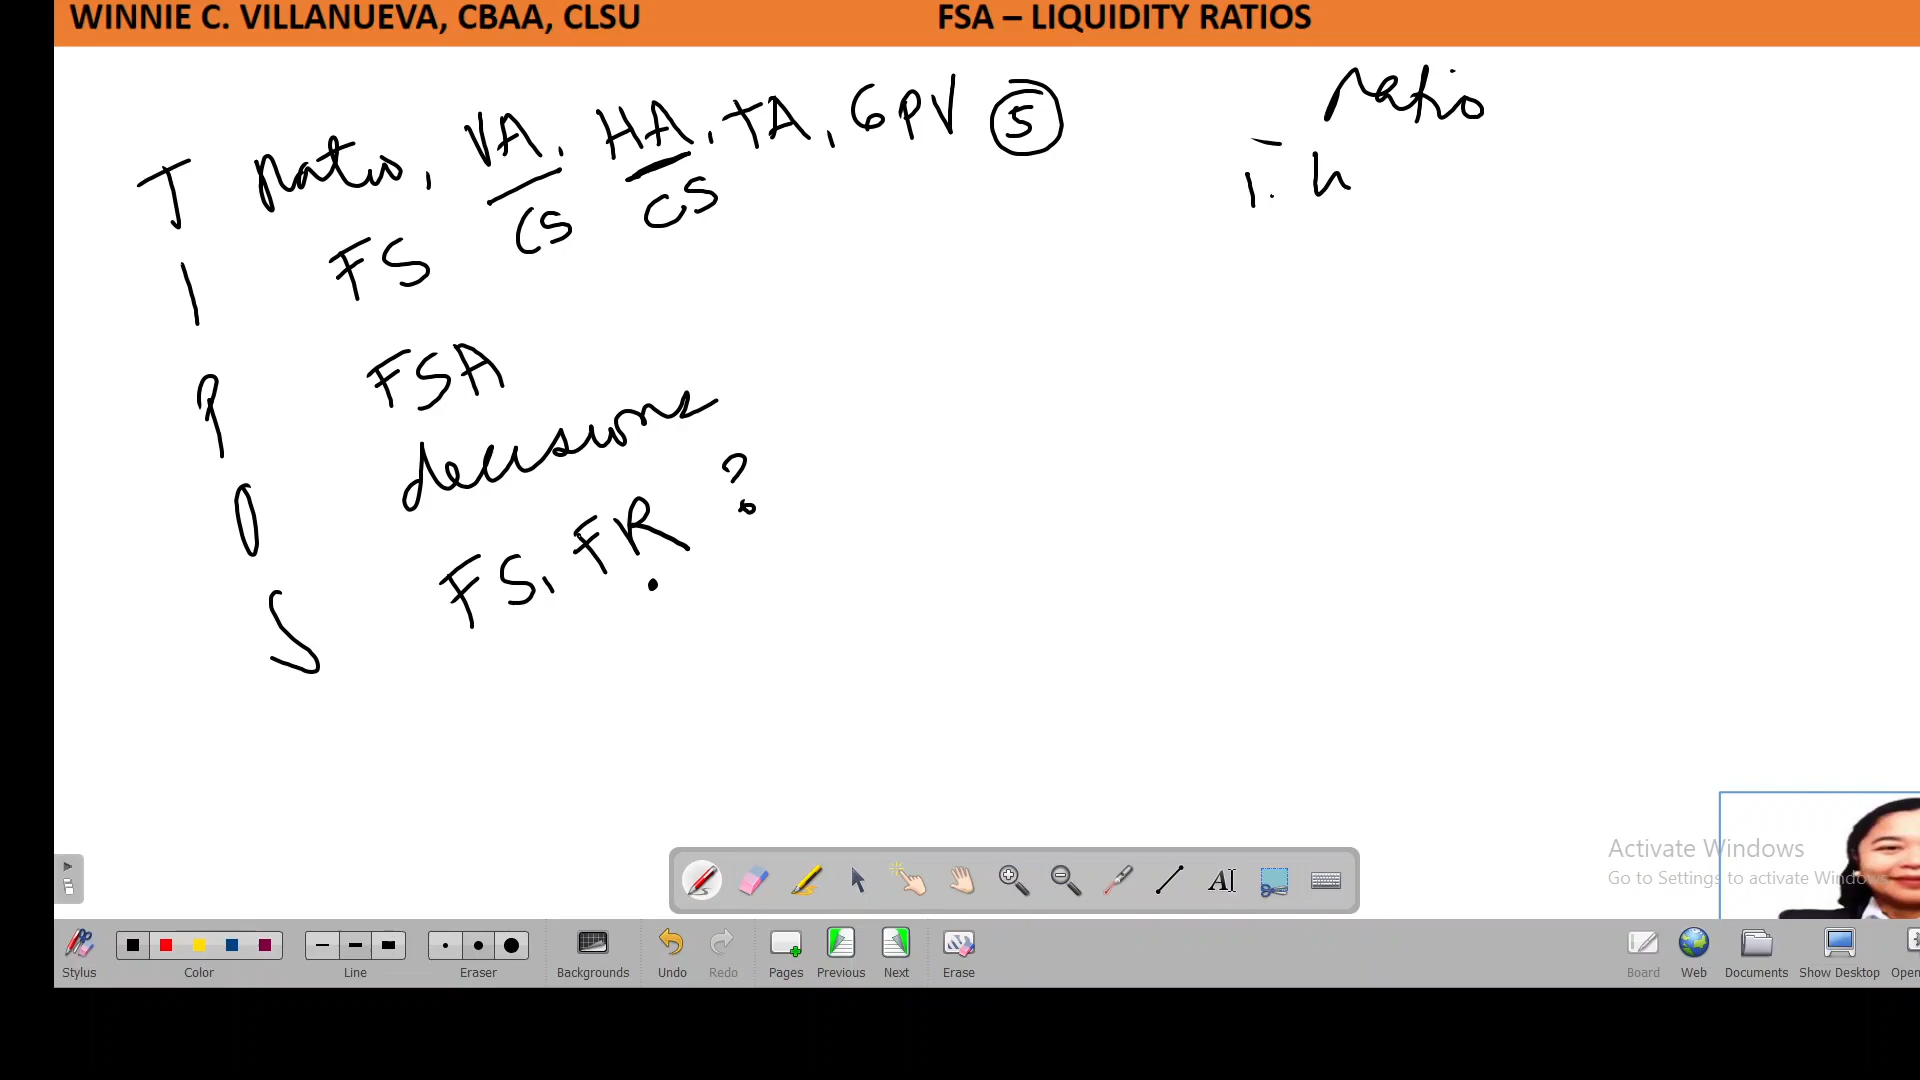 WINNIE C. VILLANUEVA, CBAA, CLSU
FSA – LIQUIDITY RATIOS
T Ratio, VA, HA, TA, GPV 5
CS CS
I FS
P FSA
decisions
O
S FS, FR ?
ratio
1. h
Activate Windows
Go to Settings to activate Windows
Stylus
Color
Line
Eraser
Backgrounds
Undo
Redo
Pages
Previous
Next
Erase
Board
Web
Documents
Show Desktop
Open